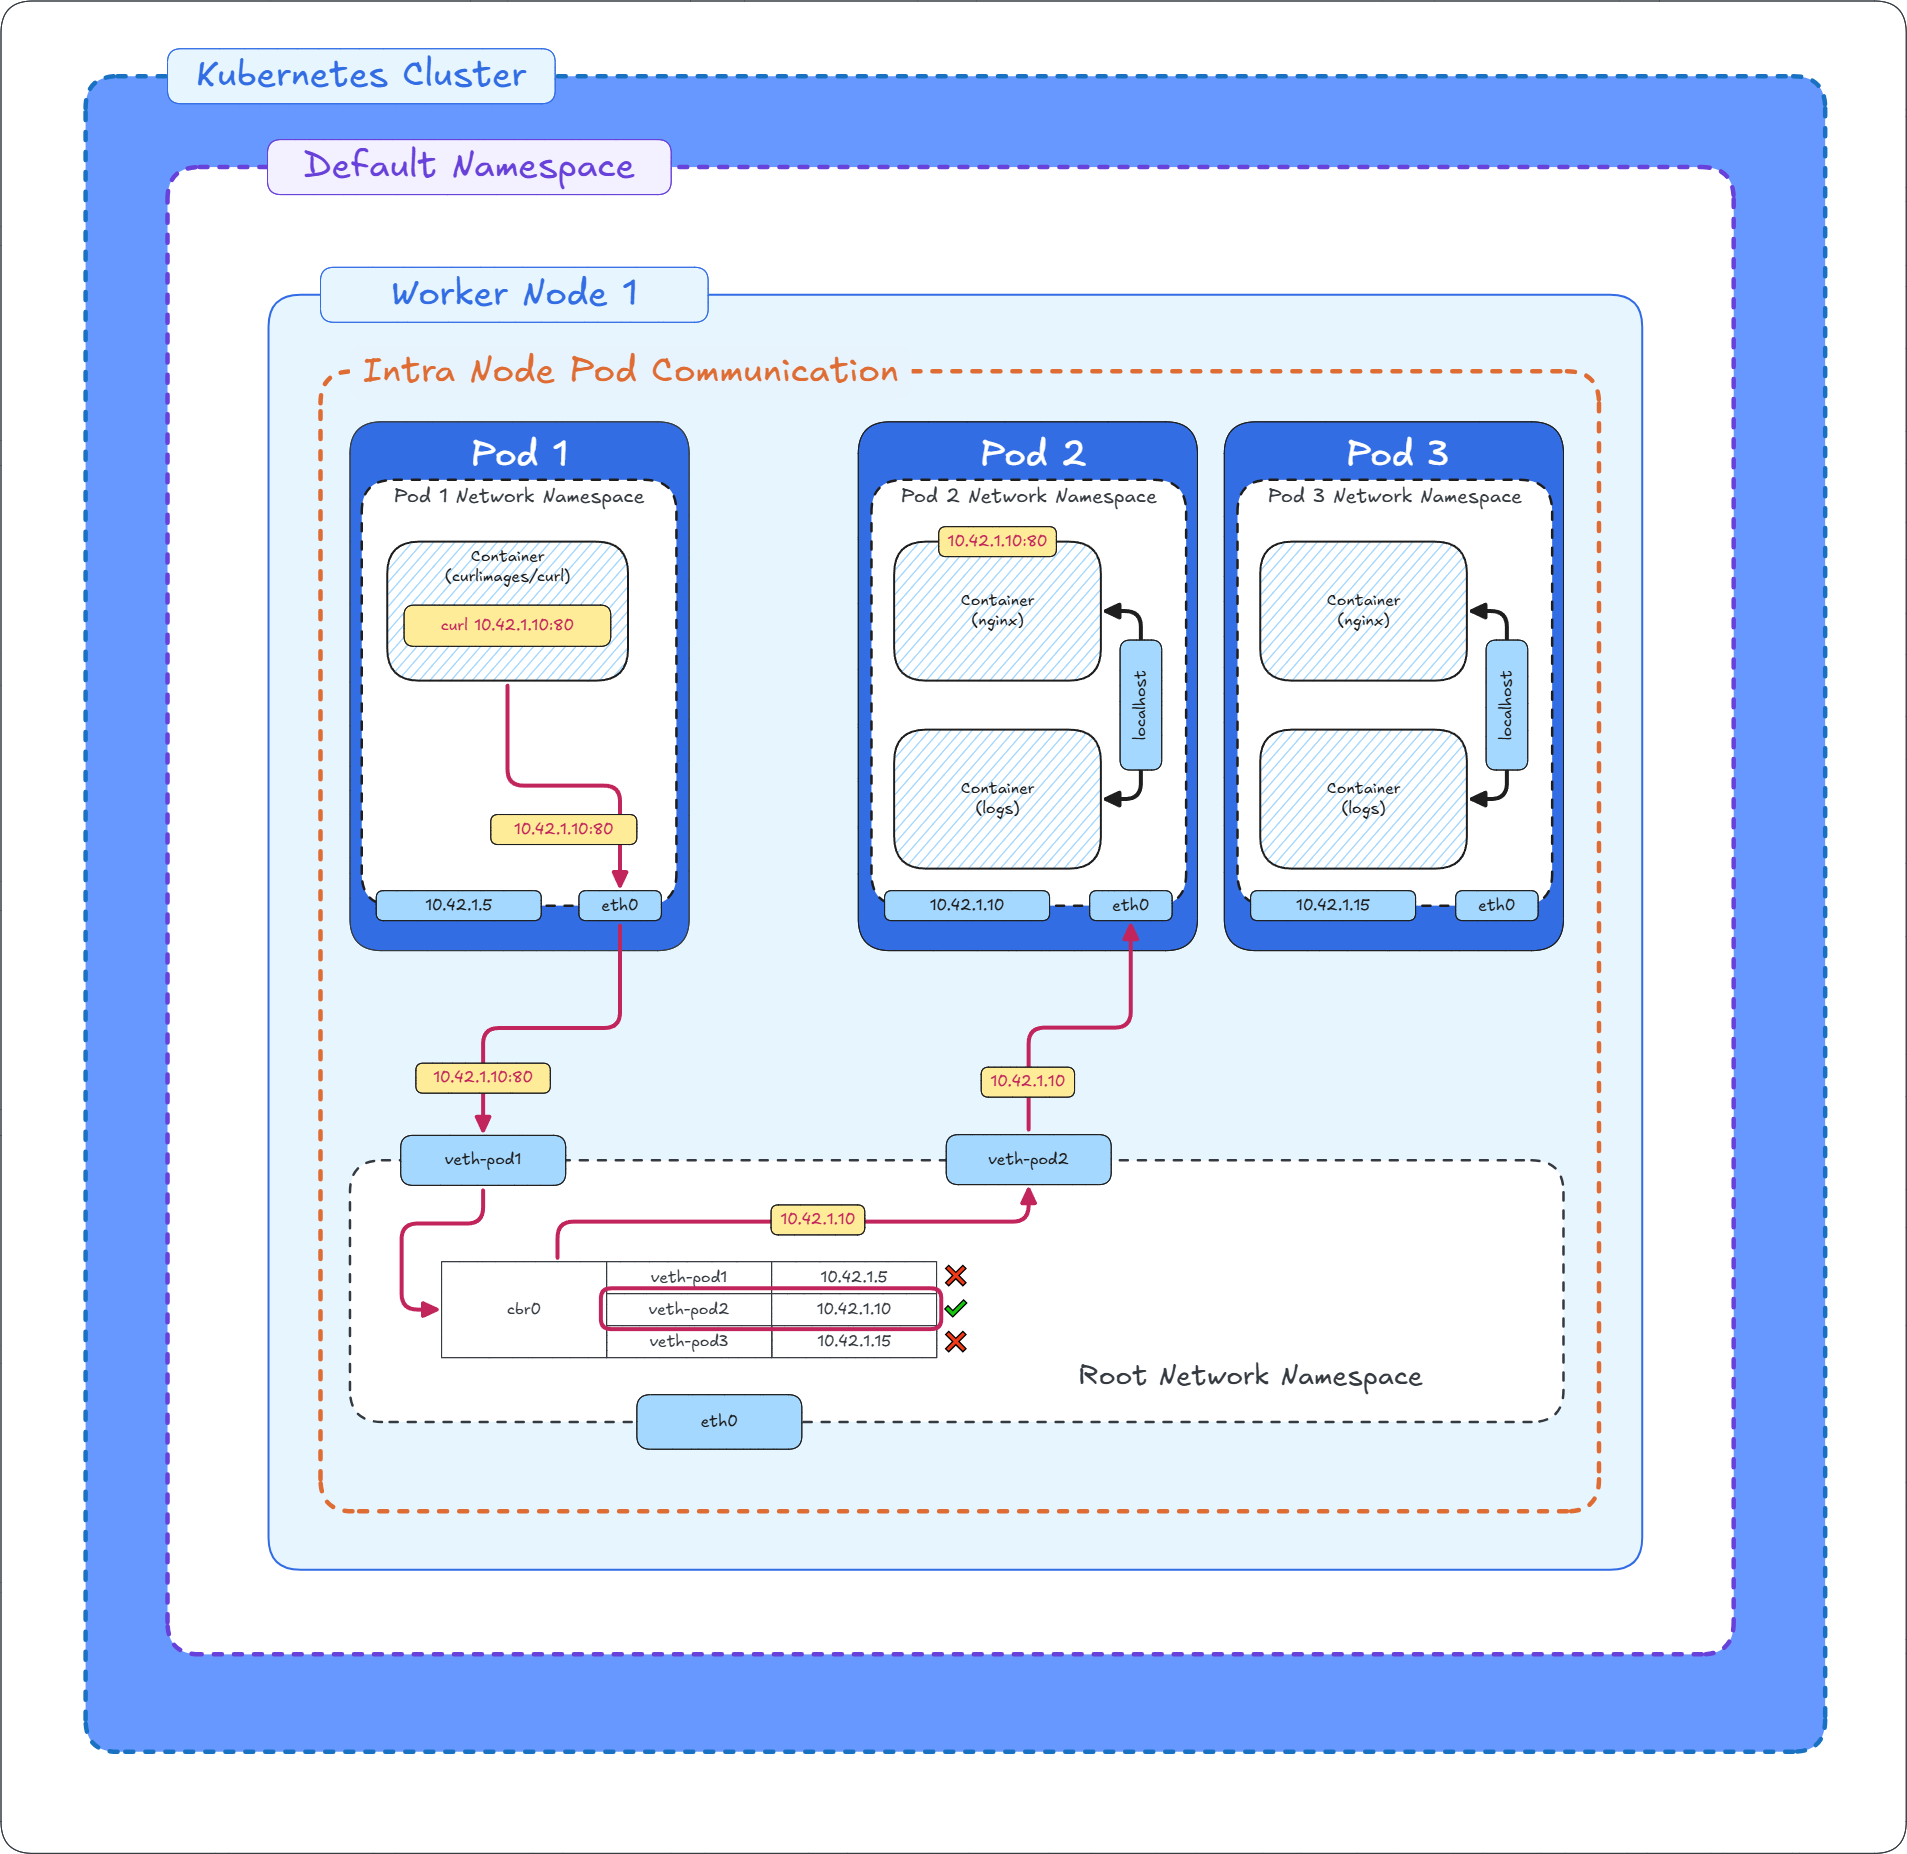 Kubernetes Cluster
Default Namespace
Worker Node 1
Intra Node Pod Communication
Pod 1
Pod 1 Network Namespace
Container
(curlimages/curl)
curl 10.42.1.10:80
10.42.1.10:80
10.42.1.5
eth0
Pod 2
Pod 2 Network Namespace
10.42.1.10:80
Container
(nginx)
localhost
Container
(logs)
10.42.1.10
eth0
Pod 3
Pod 3 Network Namespace
Container
(nginx)
localhost
Container
(logs)
10.42.1.15
eth0
10.42.1.10:80
10.42.1.10
veth-pod1
veth-pod2
10.42.1.10
cbr0
veth-pod1 10.42.1.5
veth-pod2 10.42.1.10
veth-pod3 10.42.1.15
Root Network Namespace
eth0